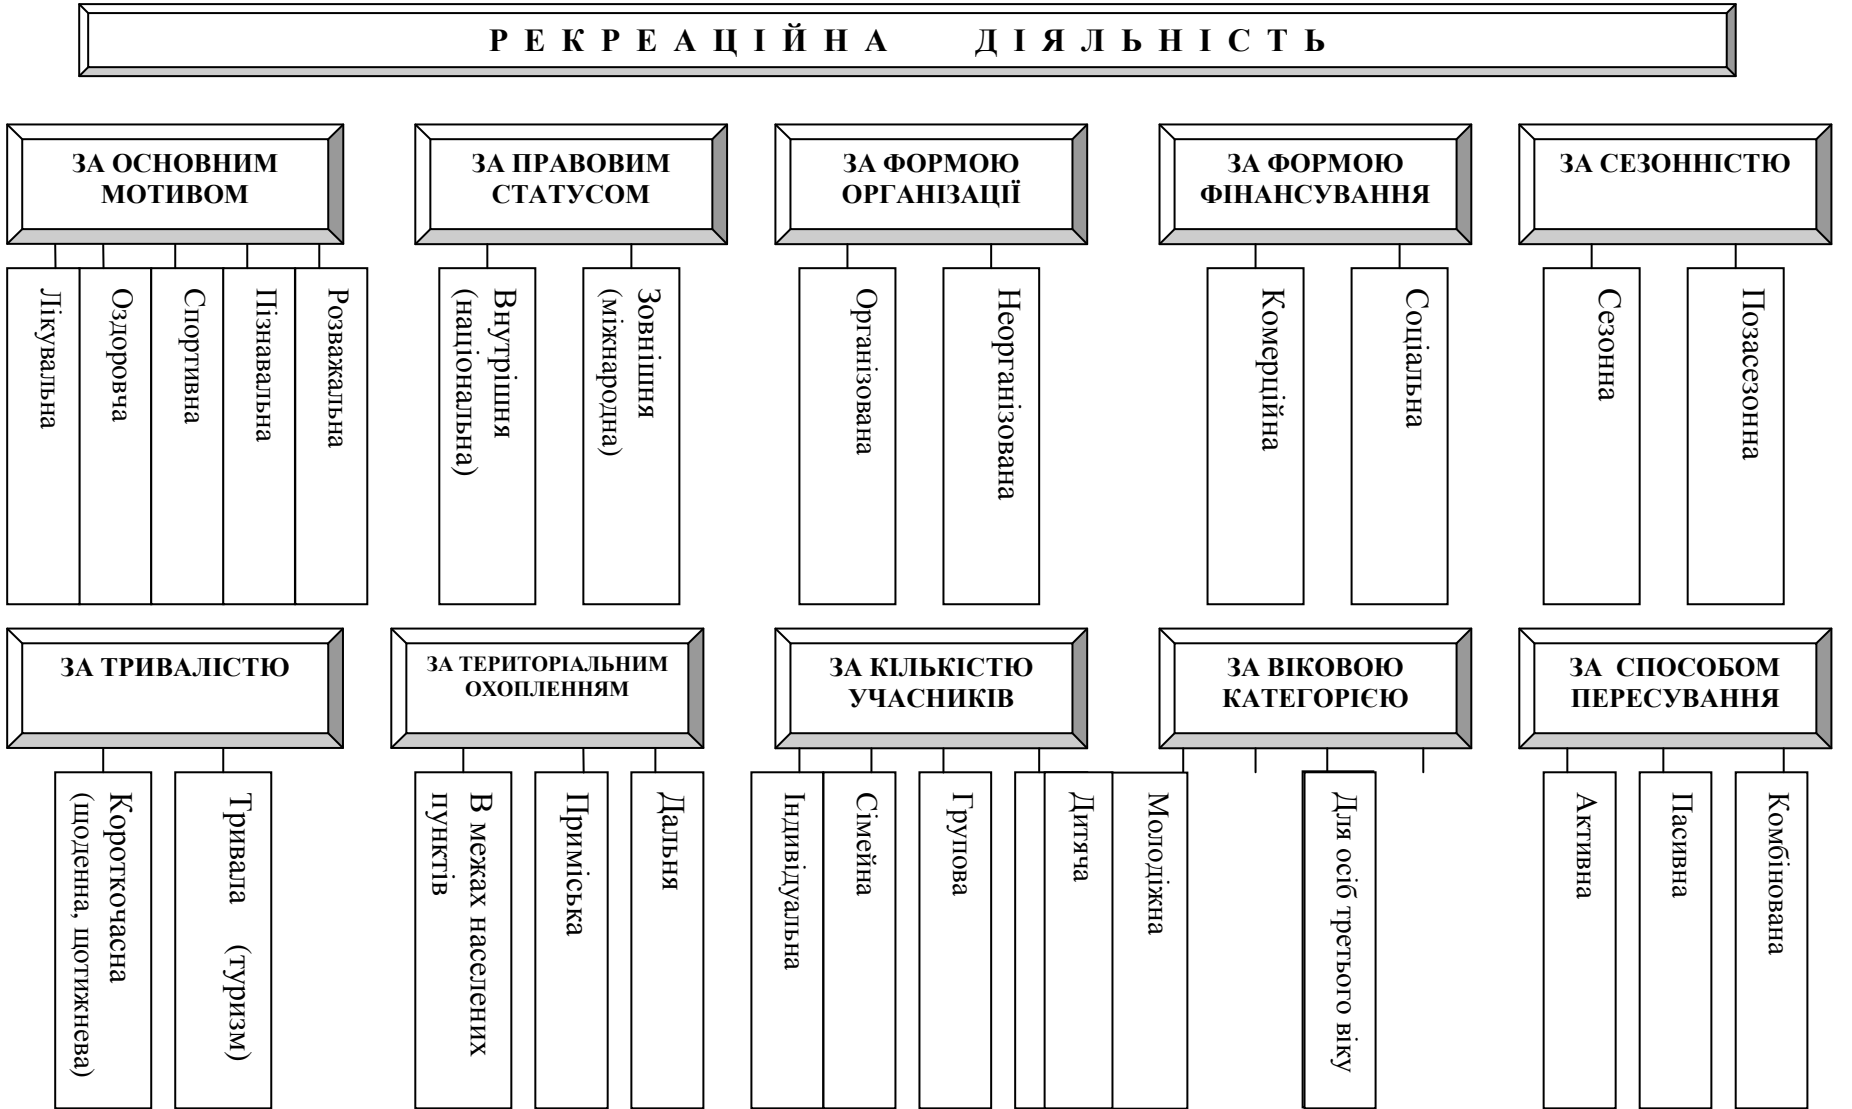 РЕКРЕАЦІЙНА ДІЯЛЬНІСТЬ
ЗА ОСНОВНИМ
МОТИВОМ
Лікувальна
Оздоровча
Спортивна
Пізнавальна
Розважальна
ЗА ПРАВОВИМ
СТАТУСОМ
Внутрішня
(національна)
Зовнішня
(міжнародна)
ЗА ФОРМОЮ
ОРГАНІЗАЦІЇ
Організована
Неорганізована
ЗА ФОРМОЮ
ФІНАНСУВАННЯ
Комерційна
Соціальна
ЗА СЕЗОННІСТЮ
Сезонна
Позасезонна
ЗА ТРИВАЛІСТЮ
Короткочасна
(щоденна, щотижнева)
Тривала (туризм)
ЗА ТЕРИТОРІАЛЬНИМ
ОХОПЛЕННЯМ
В межах населених
пунктів
Приміська
Дальня
ЗА КІЛЬКІСТЮ
УЧАСНИКІВ
Індивідуальна
Сімейна
Групова
ЗА ВІКОВОЮ
КАТЕГОРІЄЮ
Дитяча
Молодіжна
Для осіб третього віку
ЗА СПОСОБОМ
ПЕРЕСУВАННЯ
Активна
Пасивна
Комбінована